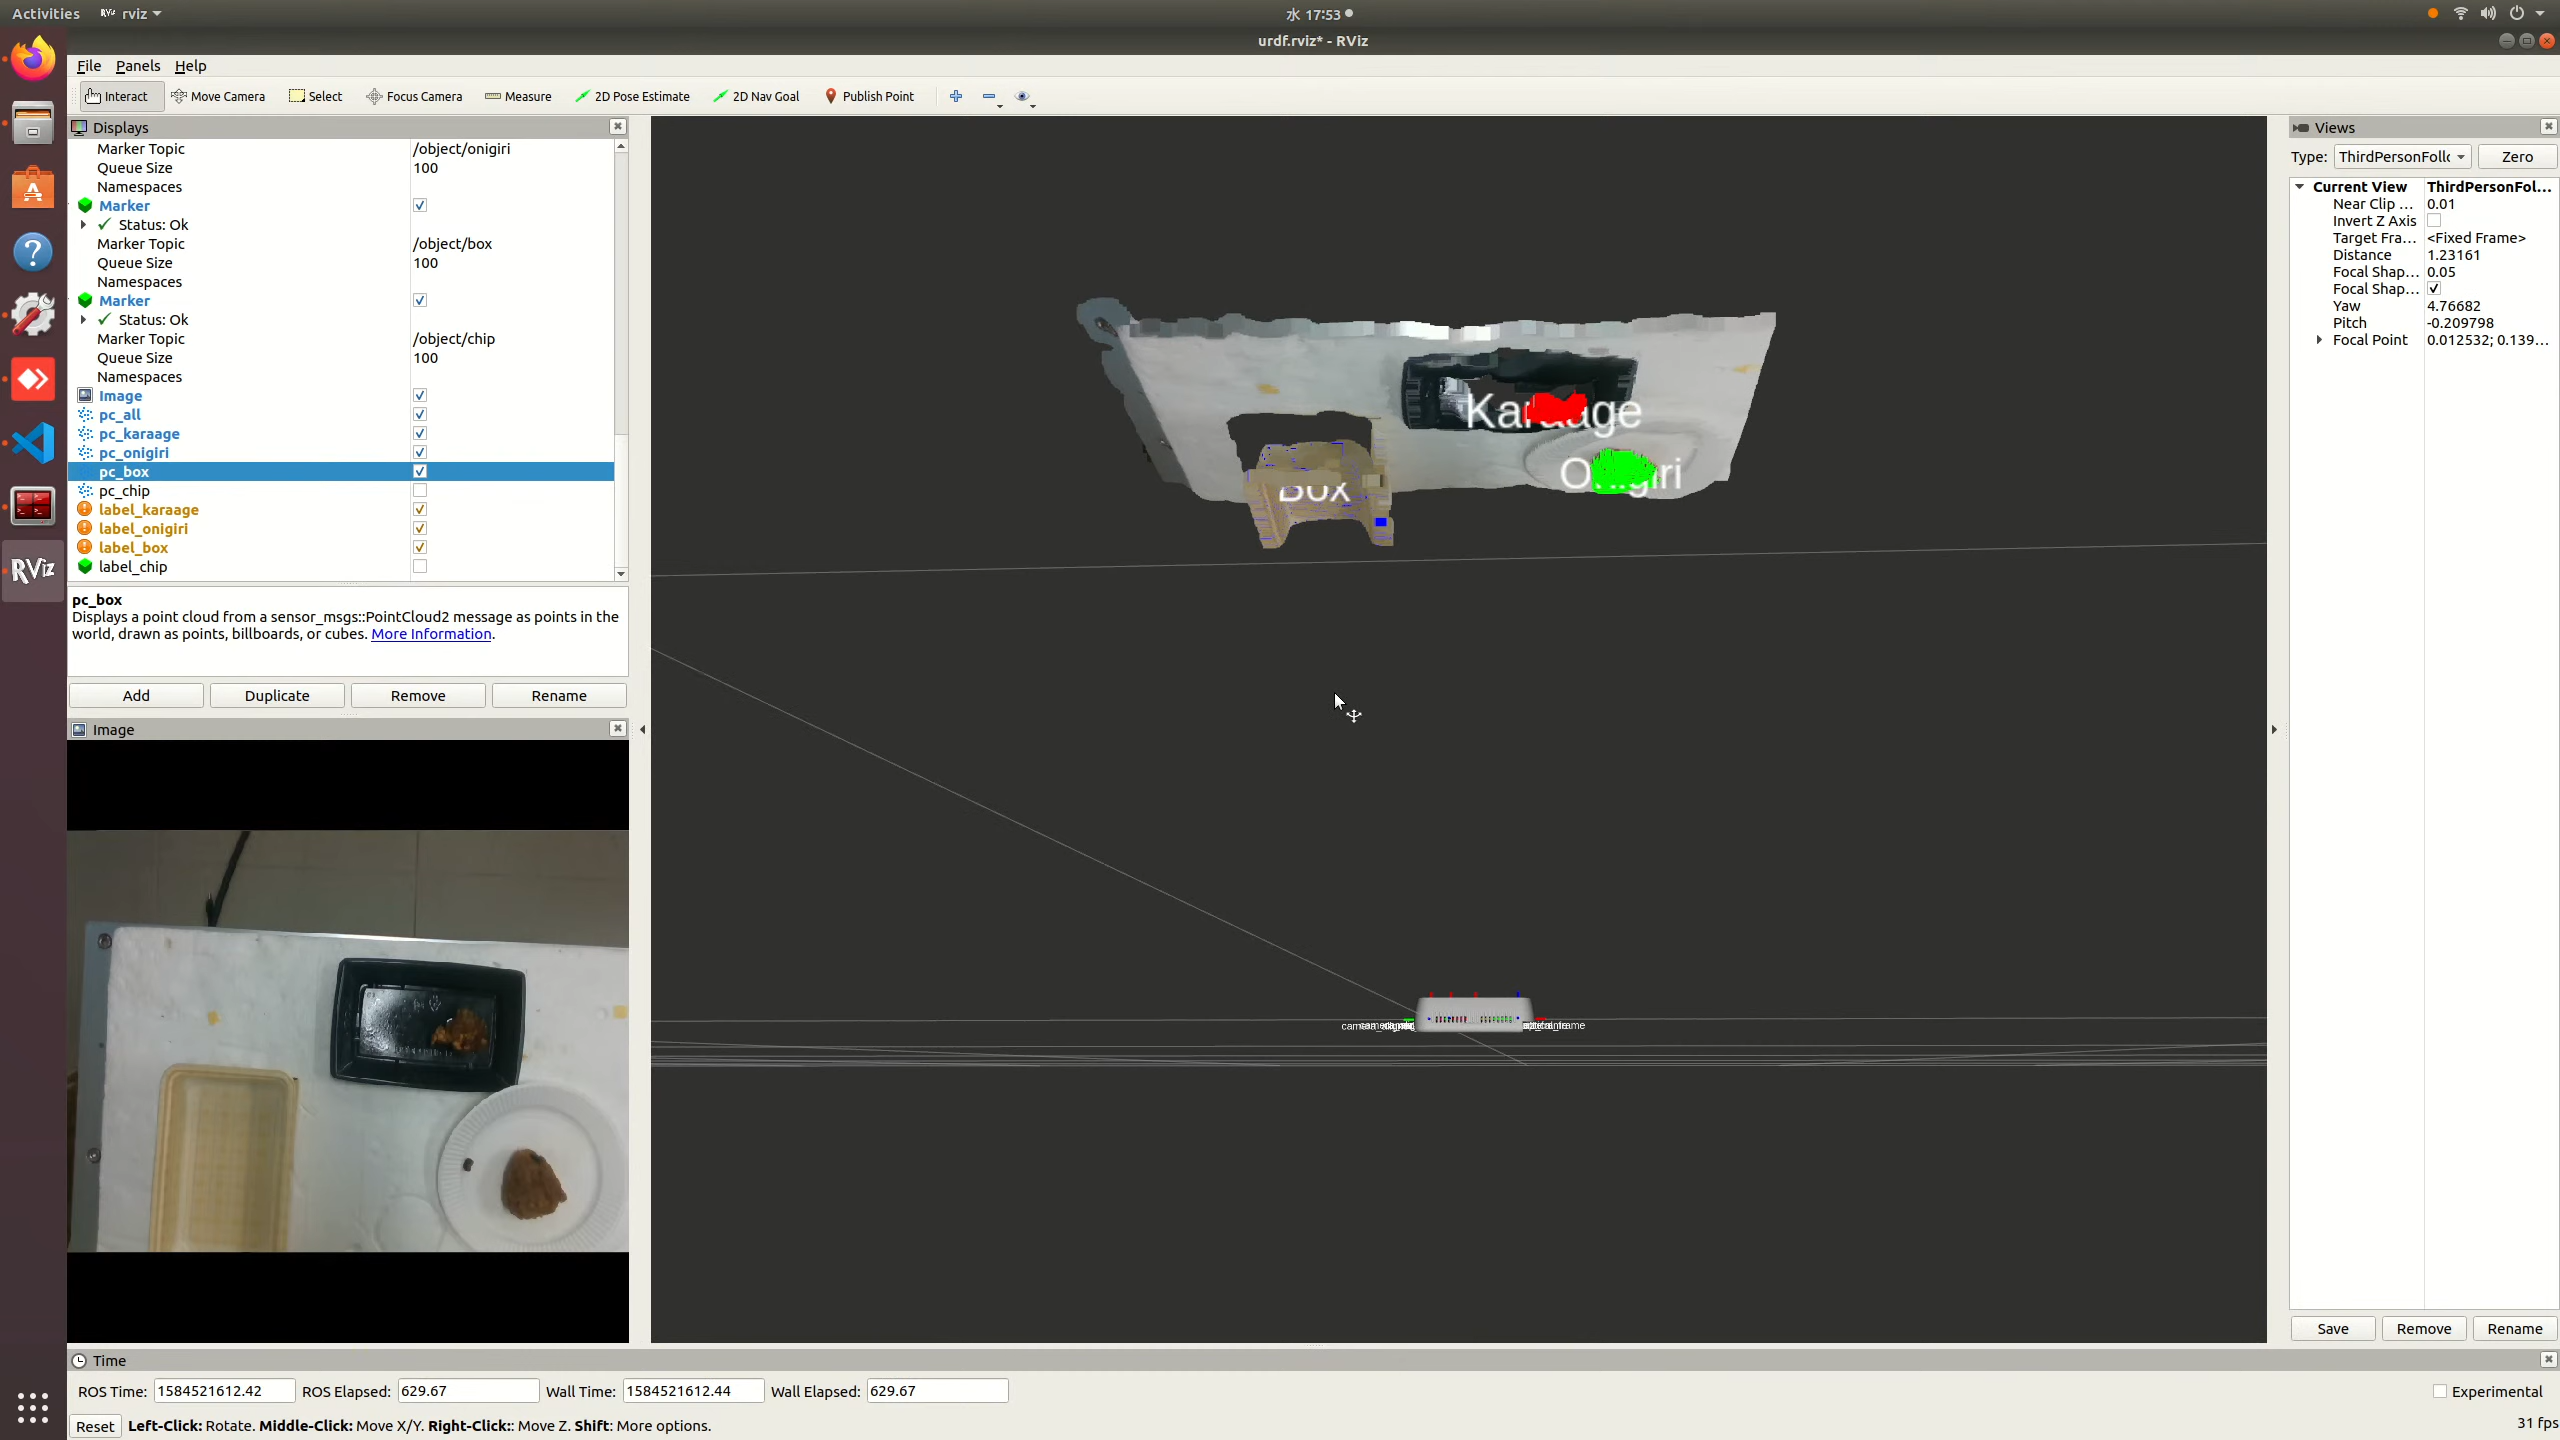 Activities
rviz
水 17:53
urdf.rviz* - RViz
File Panels Help
Interact Move Camera Select Focus Camera Measure 2D Pose Estimate 2D Nav Goal Publish Point
Displays
Marker Topic /object/onigiri
Queue Size 100
Namespaces
Marker
Status: Ok
Marker Topic /object/box
Queue Size 100
Namespaces
Marker
Status: Ok
Marker Topic /object/chip
Queue Size 100
Namespaces
Image
pc_all
pc_karaage
pc_onigiri
pc_box
pc_chip
label_karaage
label_onigiri
label_box
label_chip
pc_box
Displays a point cloud from a sensor_msgs::PointCloud2 message as points in the
world, drawn as points, billboards, or cubes. More Information.
Add Duplicate Remove Rename
Image
RViz
Karaage
Onigiri
Box
Views
Type: ThirdPersonFoll Zero
Current View ThirdPersonFol...
Near Clip ... 0.01
Invert Z Axis
Target Fra... <Fixed Frame>
Distance 1.23161
Focal Shap... 0.05
Focal Shap...
Yaw 4.76682
Pitch -0.209798
Focal Point 0.012532; 0.139...
Save Remove Rename
Time
ROS Time: 1584521612.42 ROS Elapsed: 629.67 Wall Time: 1584521612.44 Wall Elapsed: 629.67
Experimental
Reset Left-Click: Rotate. Middle-Click: Move X/Y. Right-Click:: Move Z. Shift: More options.
31 fps